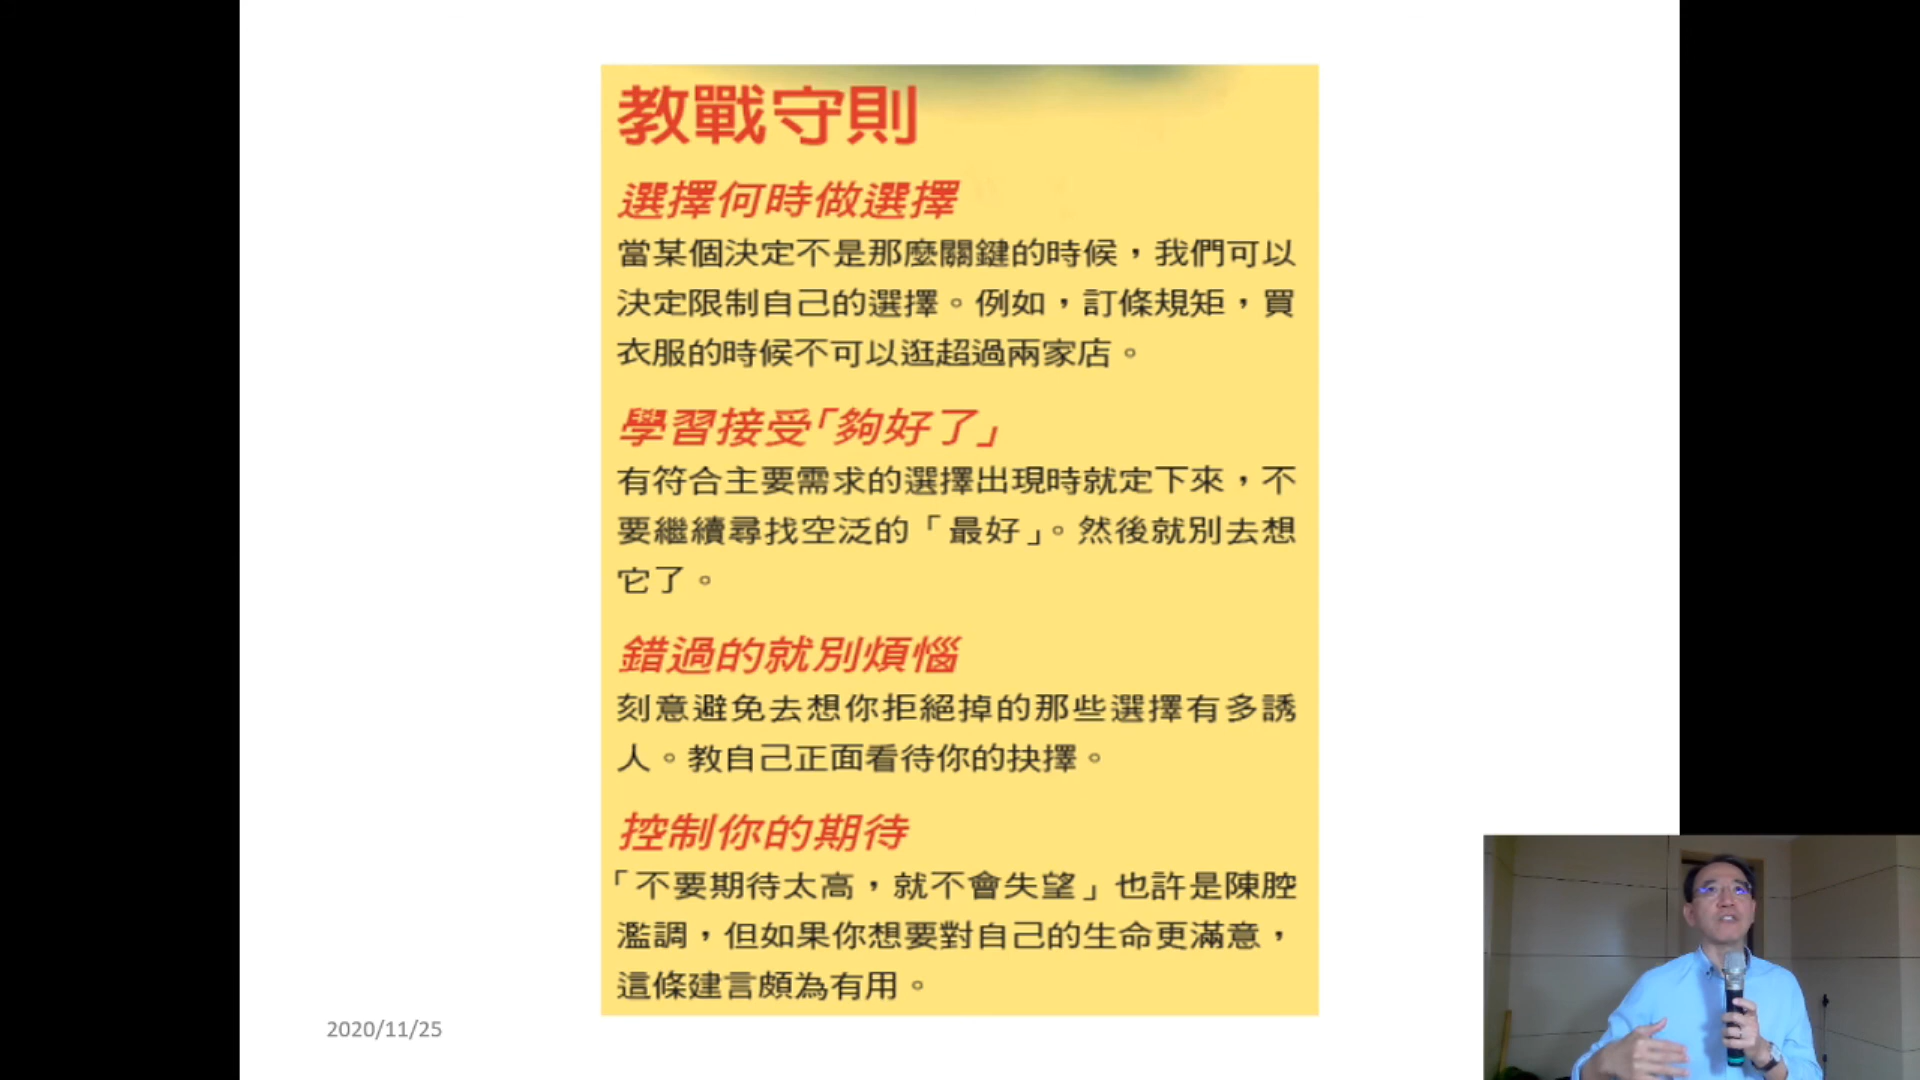 教戰守則
選擇何時做選擇
當某個決定不是那麼關鍵的時候，我們可以
決定限制自己的選擇。例如，訂條規矩，買
衣服的時候不可以逛超過兩家店。
學習接受「夠好了」
有符合主要需求的選擇出現時就定下來，不
要繼續尋找空泛的「最好」。然後就別去想
它了。
錯過的就別煩惱
刻意避免去想你拒絕掉的那些選擇有多誘
人。教自己正面看待你的抉擇。
控制你的期待
「不要期待太高，就不會失望」也許是陳腔
濫調，但如果你想要對自己的生命更滿意，
這條建言頗為有用。
2020/11/25